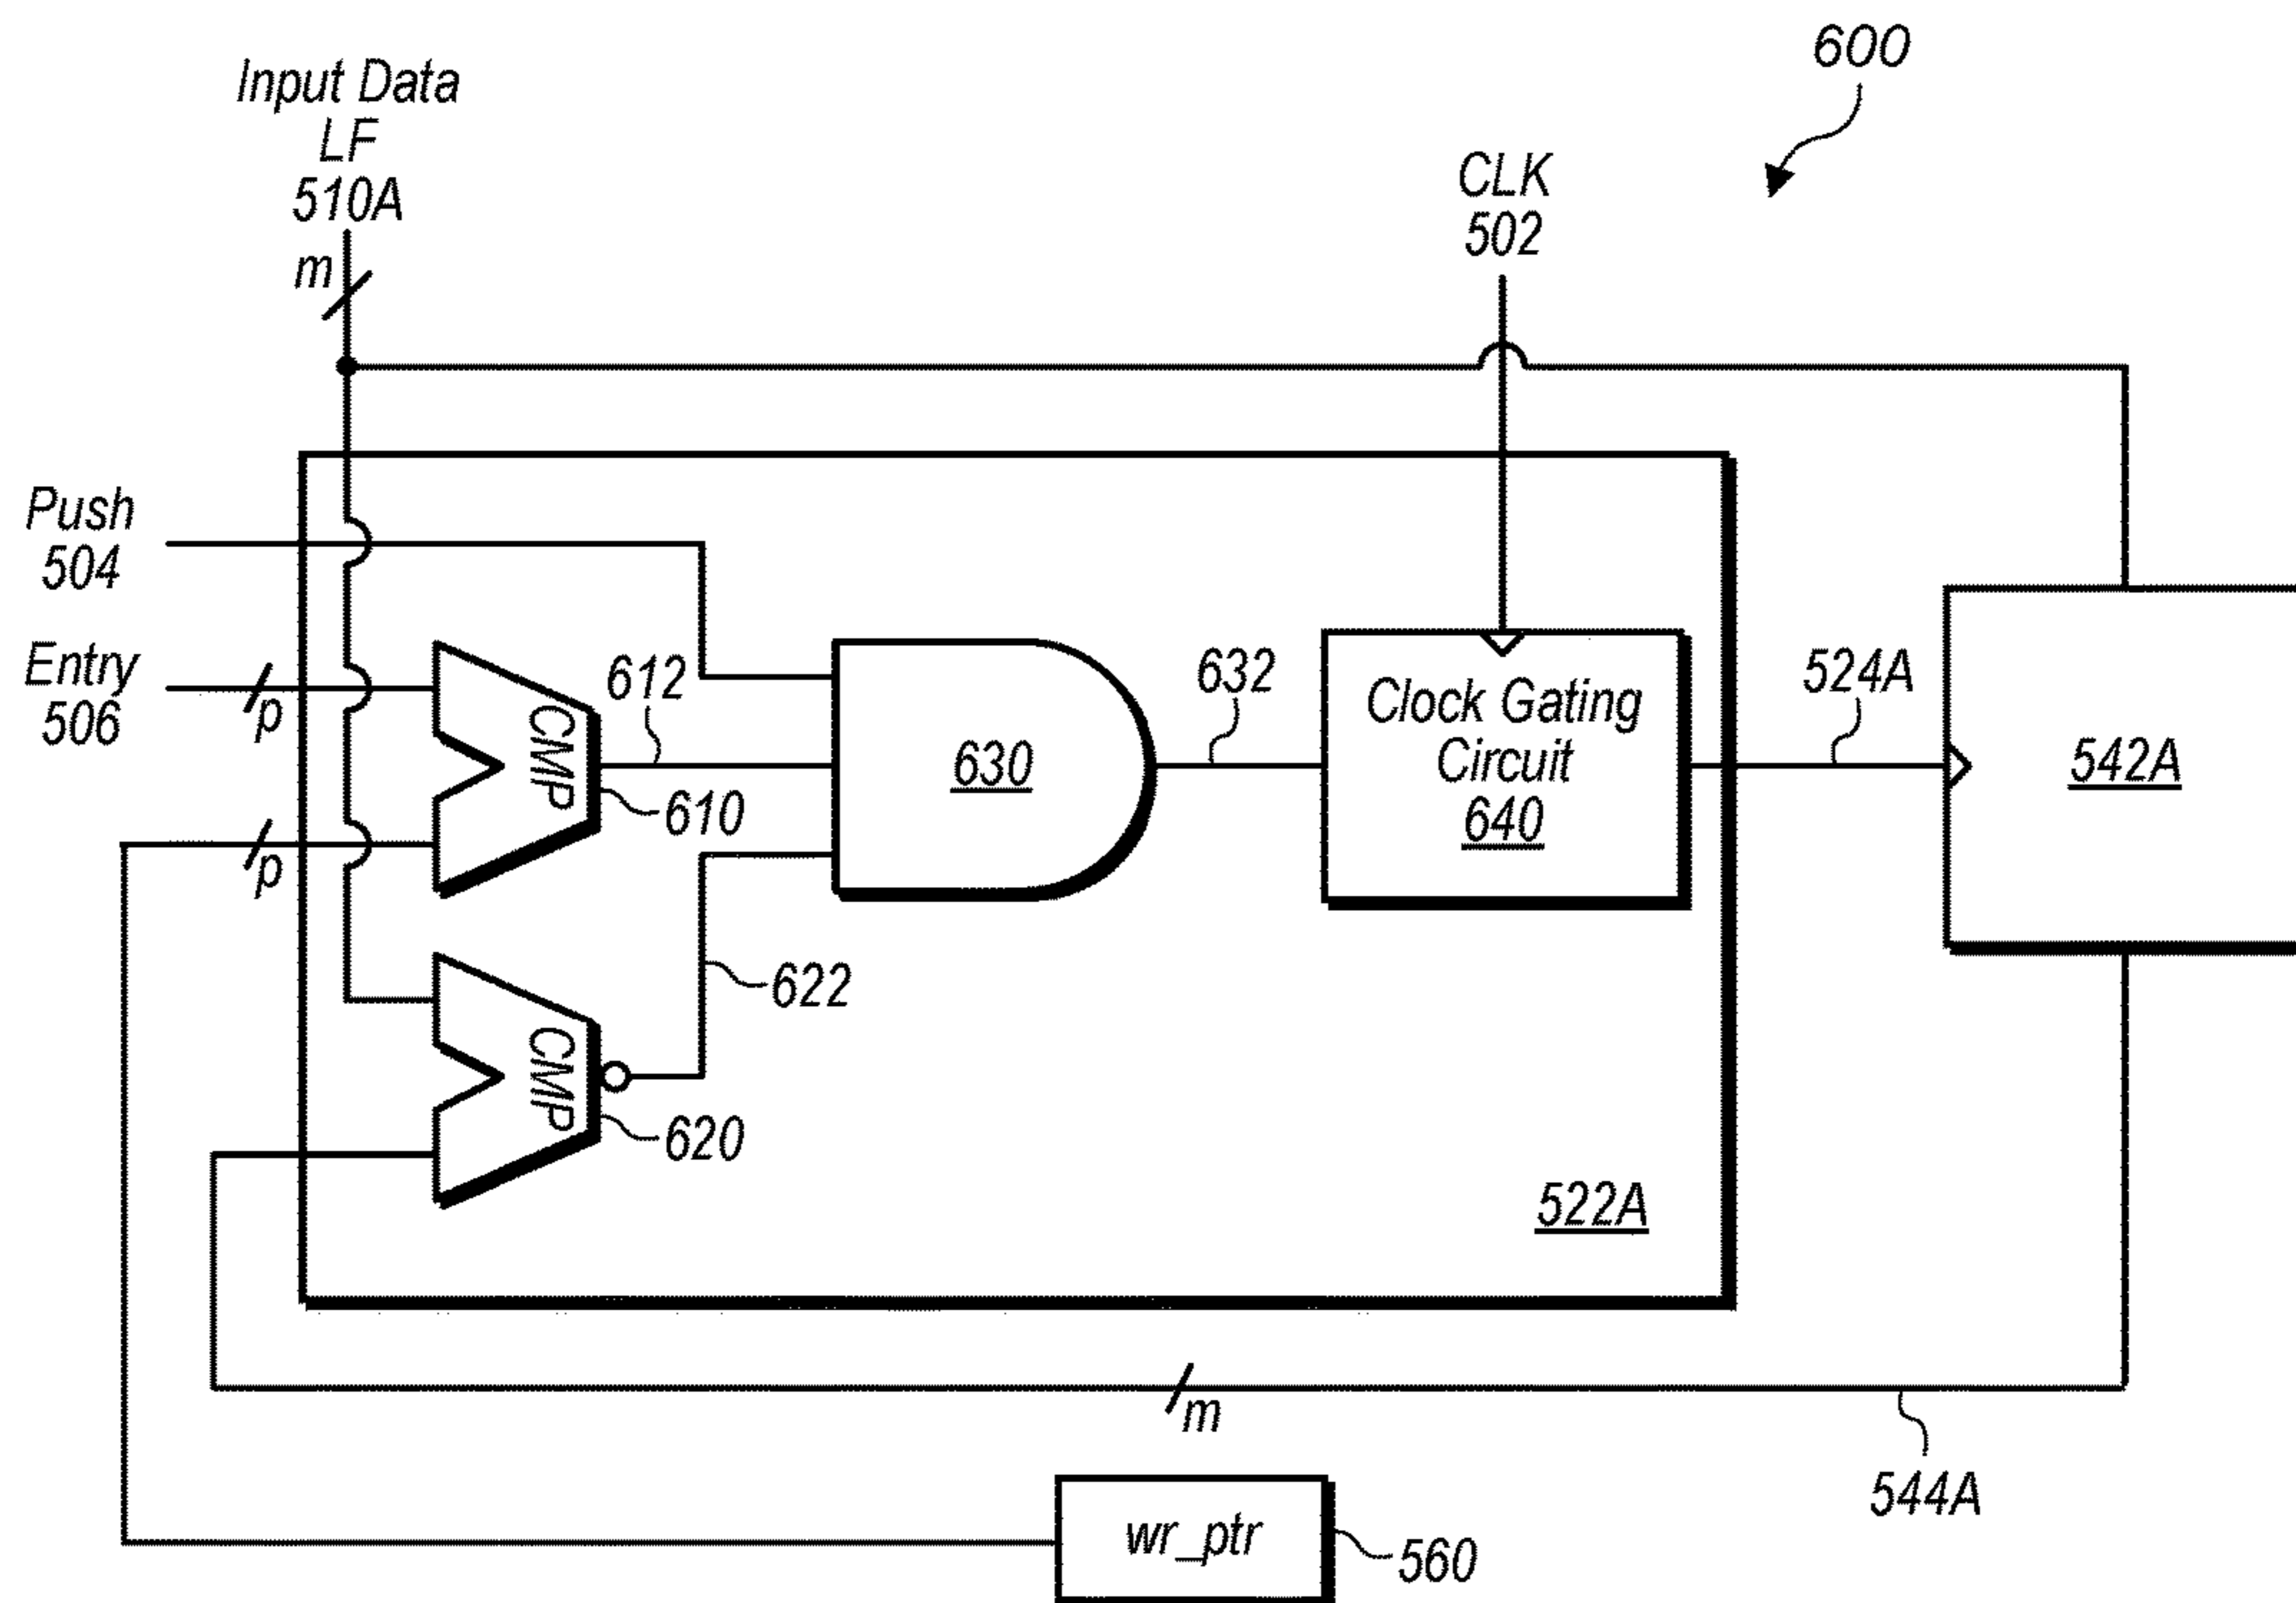 600
Input Data
LF
510A
m
CLK
502
Push
504
Entry
506
p
p
CMP
612
610
630
632
Clock Gating
Circuit
640
524A
542A
622
CMP
620
522A
m
544A
wr_ptr
560